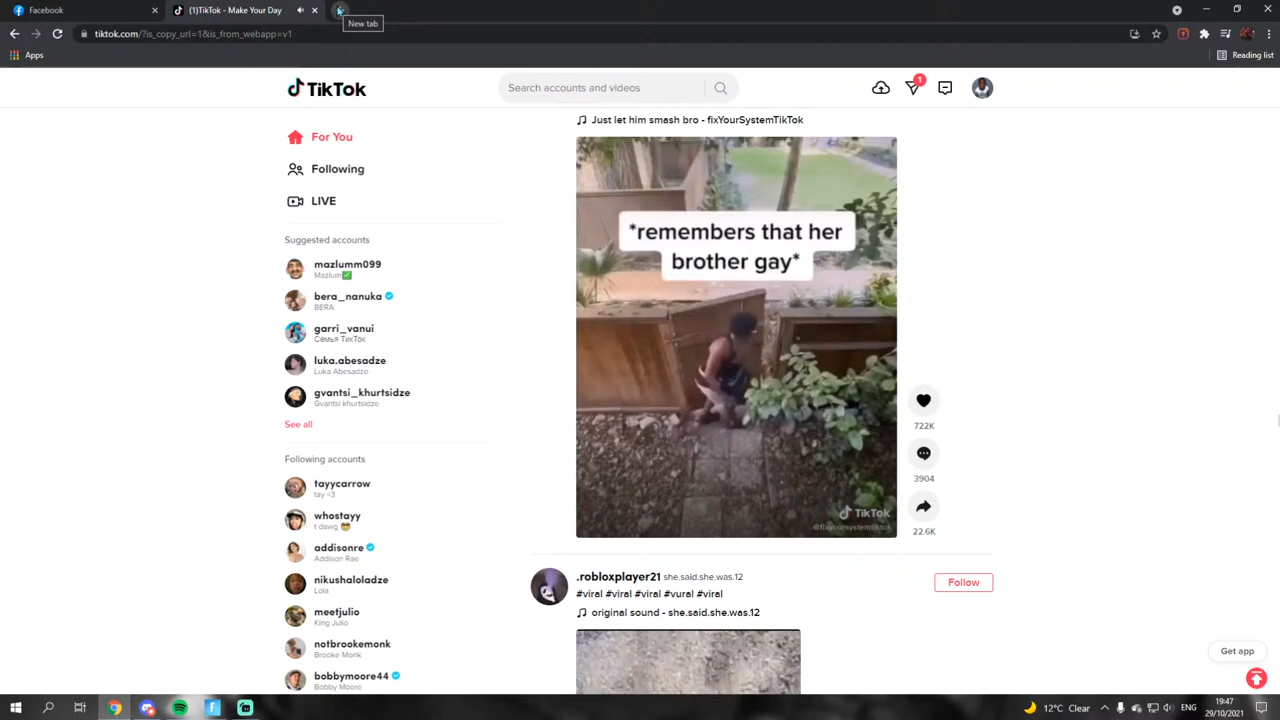 Facebook
(1)TikTok - Make Your Day
New tab
tiktok.com/?is_copy_url=1&is_from_webapp=v1
Apps
Reading list
TikTok
Search accounts and videos
1
For You
Following
LIVE
Suggested accounts
mazlumm099
Mazlum
bera_nanuka
BERA
garri_vanui
Семья ТикТок
luka.abesadze
Luka Abesadze
gvantsi_khurtsidze
Gvantsi khurtsidze
See all
Following accounts
tayycarrow
tay <3
whostayy
t dawg
addisonre
Addison Rae
nikushaloladze
Lola
meetjulio
King Julio
notbrookemonk
Brooke Monk
bobbymoore44
Bobby Moore
Just let him smash bro - fixYourSystemTikTok
*remembers that her
brother gay*
TikTok
@fixyoursystemtiktok
722K
3904
22.6K
.robloxplayer21 she.said.she.was.12
Follow
#viral #viral #viral #vural #viral
original sound - she.said.she.was.12
Get app
12°C Clear
ENG
19:47
29/10/2021